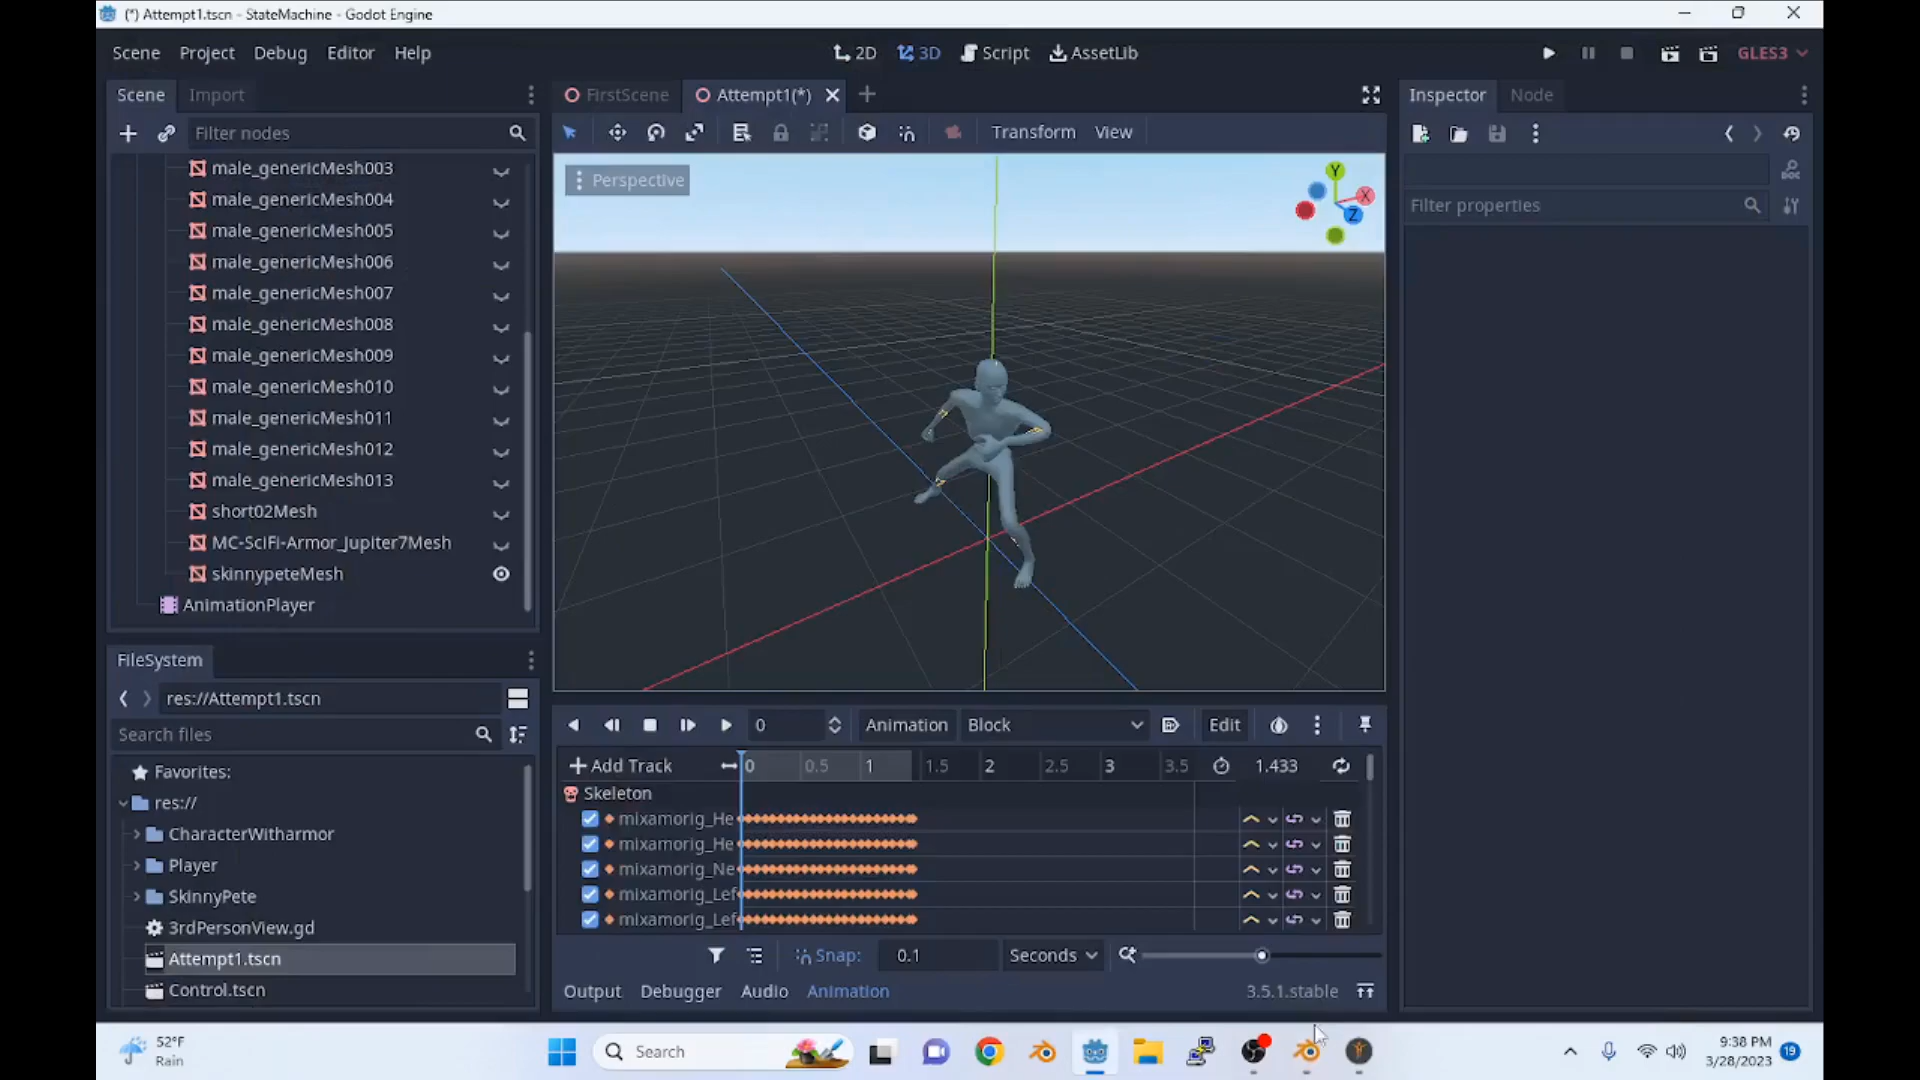 (*) Attempt1.tscn - StateMachine - Godot Engine
Scene Project Debug Editor Help
2D 3D Script AssetLib
GLES3
Scene Import
FirstScene Attempt1(*)
Inspector Node
Filter nodes
Transform View
Perspective
Y
X
Z
Filter properties
male_genericMesh003
male_genericMesh004
male_genericMesh005
male_genericMesh006
male_genericMesh007
male_genericMesh008
male_genericMesh009
male_genericMesh010
male_genericMesh011
male_genericMesh012
male_genericMesh013
short02Mesh
MC-SciFi-Armor_Jupiter7Mesh
skinnypeteMesh
AnimationPlayer
FileSystem
res://Attempt1.tscn
Search files
Favorites:
res://
CharacterWitharmor
Player
SkinnyPete
3rdPersonView.gd
Attempt1.tscn
Control.tscn
0 Animation Block Edit
Add Track 0 0.5 1 1.5 2 2.5 3 3.5 1.433
Skeleton
mixamorig_He
mixamorig_He
mixamorig_Ne
mixamorig_Lef
mixamorig_Lef
Snap: 0.1 Seconds
Output Debugger Audio Animation 3.5.1.stable
52°F
Rain
Search
9:38 PM
3/28/2023
19